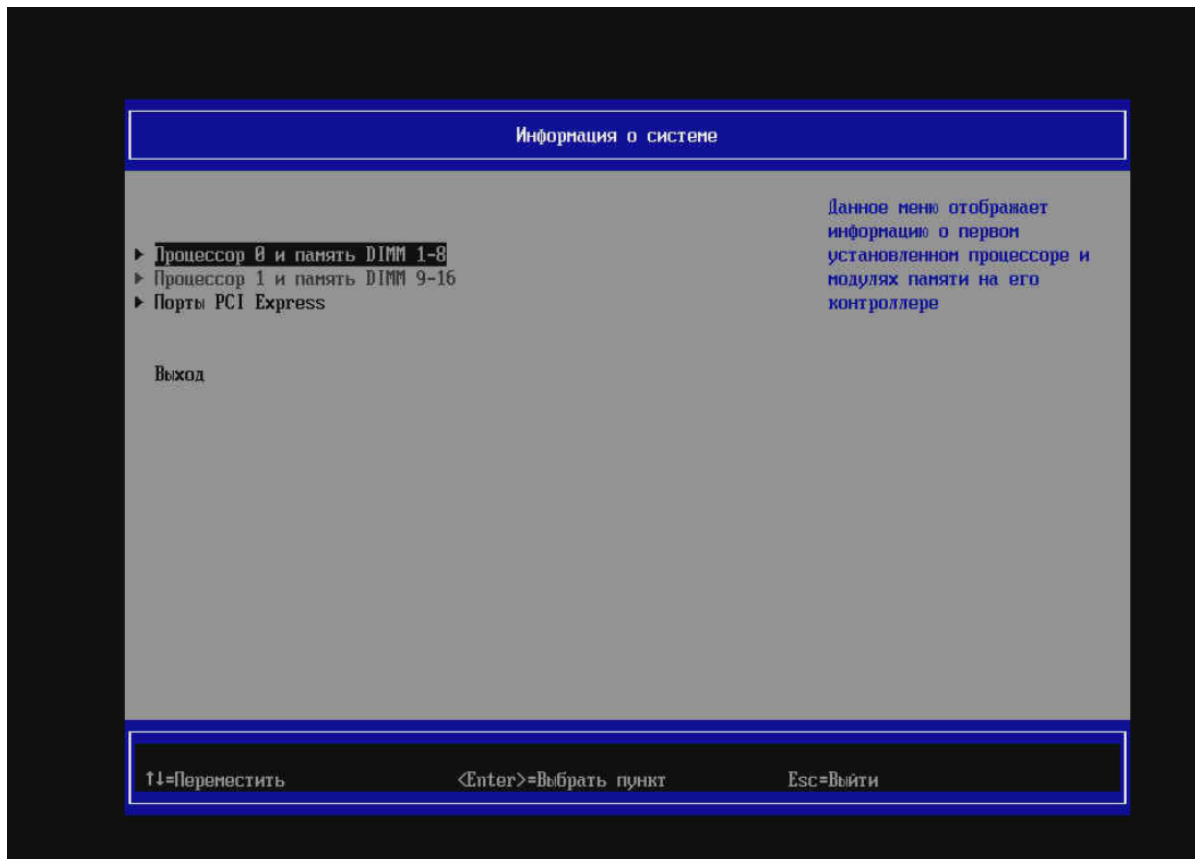 Информация о системе
▶ Процессор 0 и память DIMM 1-8
▶ Процессор 1 и память DIMM 9-16
▶ Порты PCI Express
Выход
Данное меню отображает
информацию о первом
установленном процессоре и
модулях памяти на его
контроллере
↑↓=Переместить <Enter>=Выбрать пункт Esc=Выйти